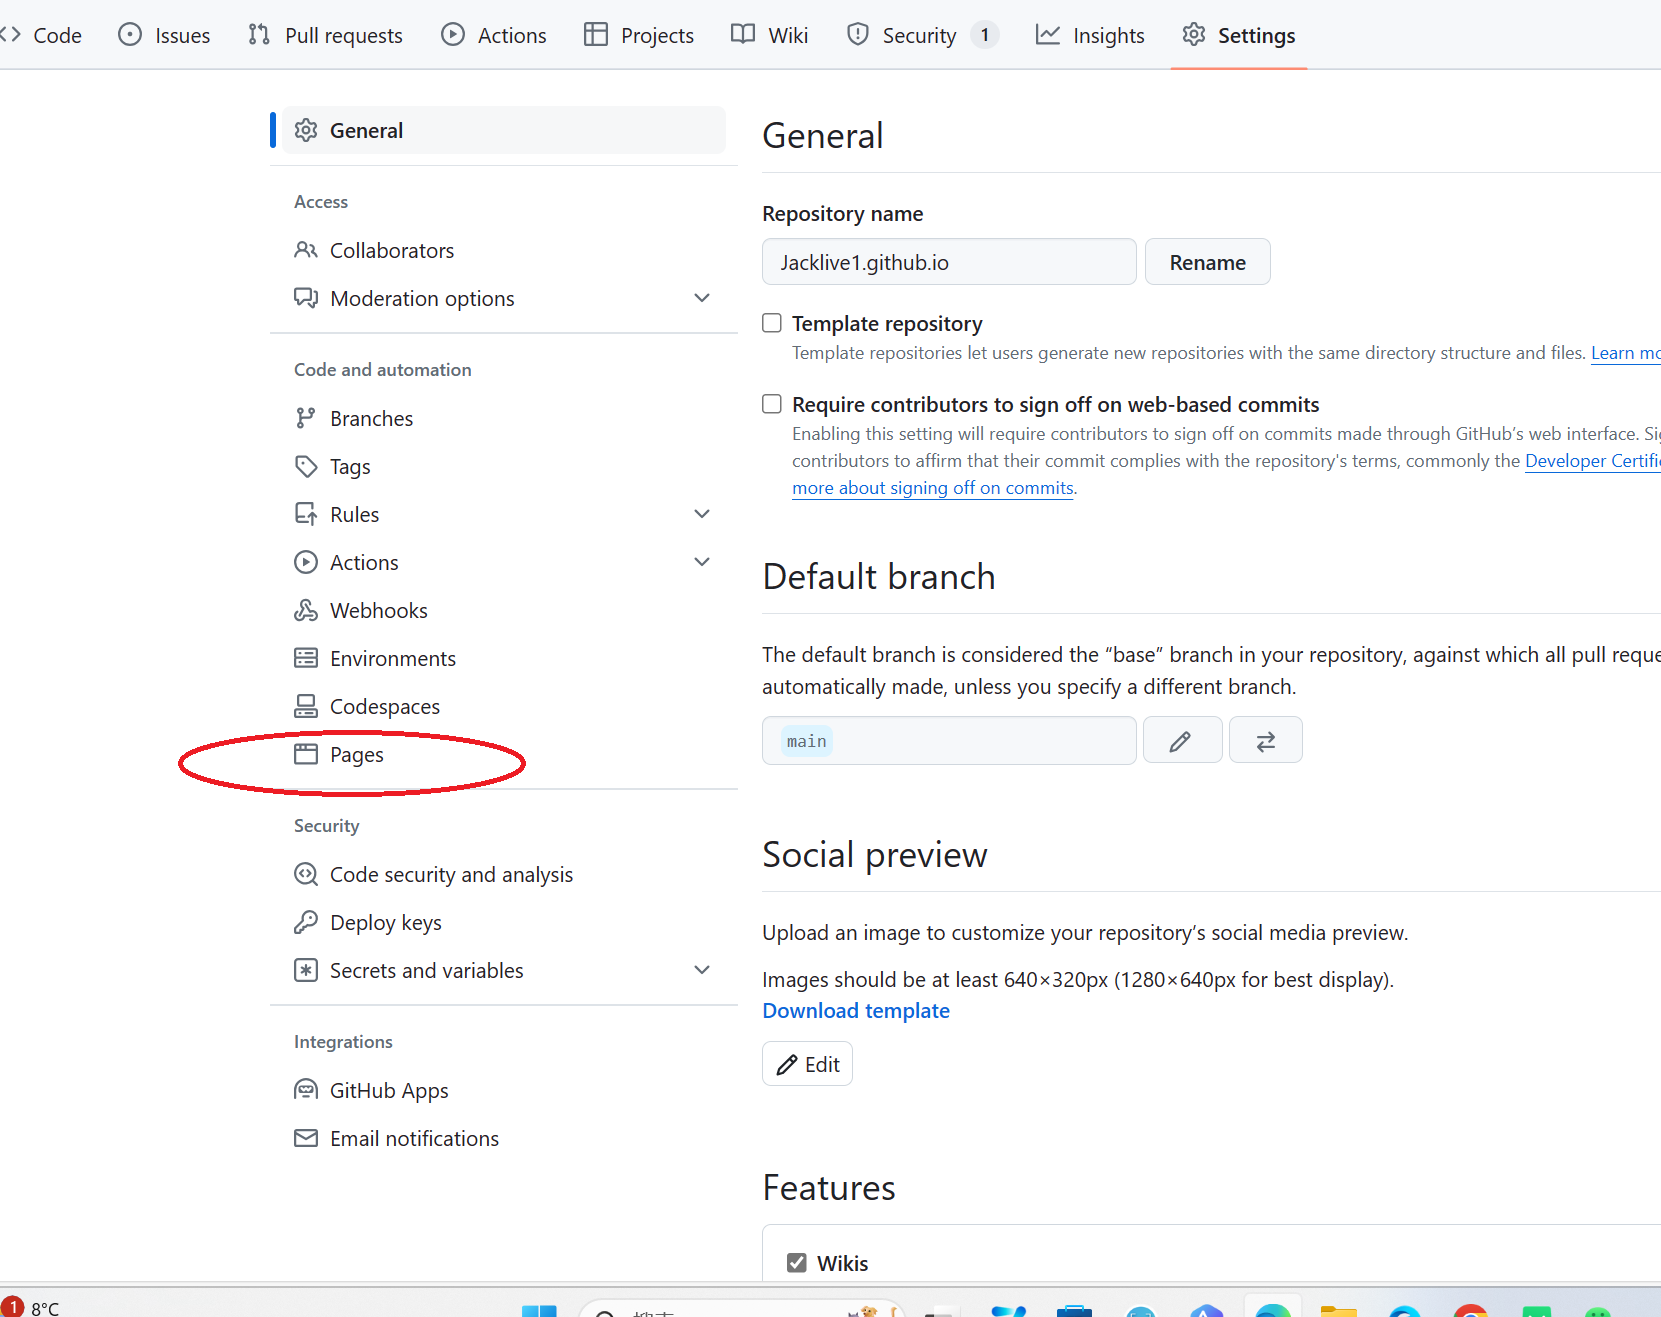 Code
Issues
Pull requests
Actions
Projects
Wiki
Security 1
Insights
Settings
General
Access
Collaborators
Moderation options
Code and automation
Branches
Tags
Rules
Actions
Webhooks
Environments
Codespaces
Pages
Security
Code security and analysis
Deploy keys
Secrets and variables
Integrations
GitHub Apps
Email notifications
General
Repository name
Jacklive1.github.io
Rename
Template repository
Template repositories let users generate new repositories with the same directory structure and files. Learn
Require contributors to sign off on web-based commits
Enabling this setting will require contributors to sign off on commits made through GitHub’s web interface.
contributors to affirm that their commit complies with the repository's terms, commonly the Developer
more about signing off on commits.
Default branch
The default branch is considered the “base” branch in your repository, against which all pull
automatically made, unless you specify a different branch.
main
Social preview
Upload an image to customize your repository’s social media preview.
Images should be at least 640×320px (1280×640px for best display).
Download template
Edit
Features
Wikis
1
8°C